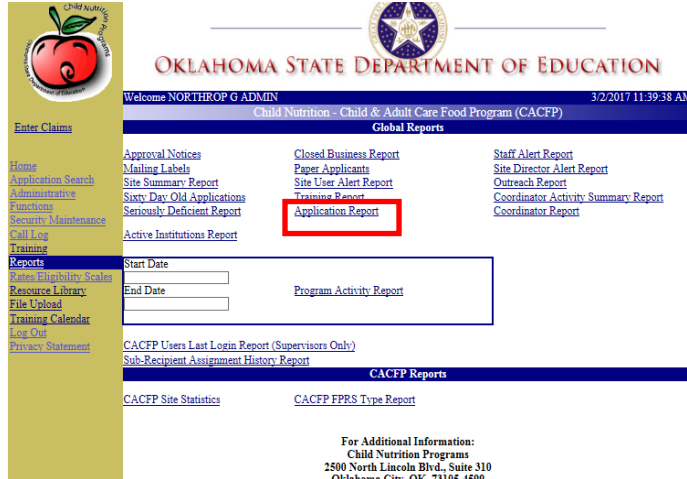 Child Nutrition Programs
OKLAHOMA STATE DEPARTMENT OF EDUCATION
Welcome NORTHROP G ADMIN 3/2/2017 11:39:38 AM
Child Nutrition - Child & Adult Care Food Program (CACFP)
Enter Claims
Home
Application Search
Administrative
Functions
Security Maintenance
Call Log
Training
Reports
Rates/Eligibility Scales
Resource Library
File Upload
Training Calendar
Log Out
Privacy Statement
Global Reports
Approval Notices Closed Business Report Staff Alert Report
Mailing Labels Paper Applicants Site Director Alert Report
Site Summary Report Site User Alert Report Outreach Report
Sixty Day Old Applications Training Report Coordinator Activity Summary Report
Seriously Deficient Report Application Report Coordinator Report
Active Institutions Report
Start Date
End Date Program Activity Report
CACFP Users Last Login Report (Supervisors Only)
Sub-Recipient Assignment History Report
CACFP Reports
CACFP Site Statistics CACFP FPRS Type Report
For Additional Information:
Child Nutrition Programs
2500 North Lincoln Blvd., Suite 310
Oklahoma City, OK 73105-4599